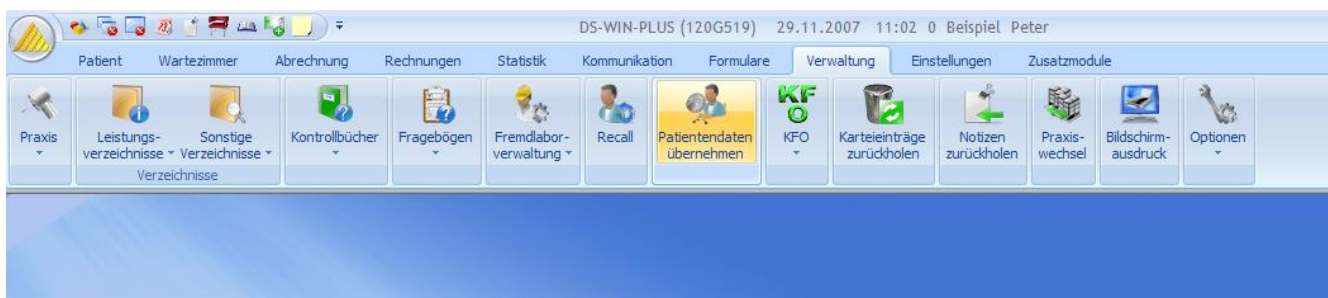 DS-WIN-PLUS (120G519) 29.11.2007 11:02 0 Beispiel Peter
Patient Wartezimmer Abrechnung Rechnungen Statistik Kommunikation Formulare Verwaltung Einstellungen Zusatzmodule
Praxis
Leistungs-
verzeichnisse
Sonstige
Verzeichnisse
Verzeichnisse
Kontrollbücher
Fragebögen
Fremdlabor-
verwaltung
Recall
Patientendaten
übernehmen
KF
O
KFO
Karteieinträge
zurückholen
Notizen
zurückholen
Praxis-
wechsel
Bildschirm-
ausdruck
Optionen